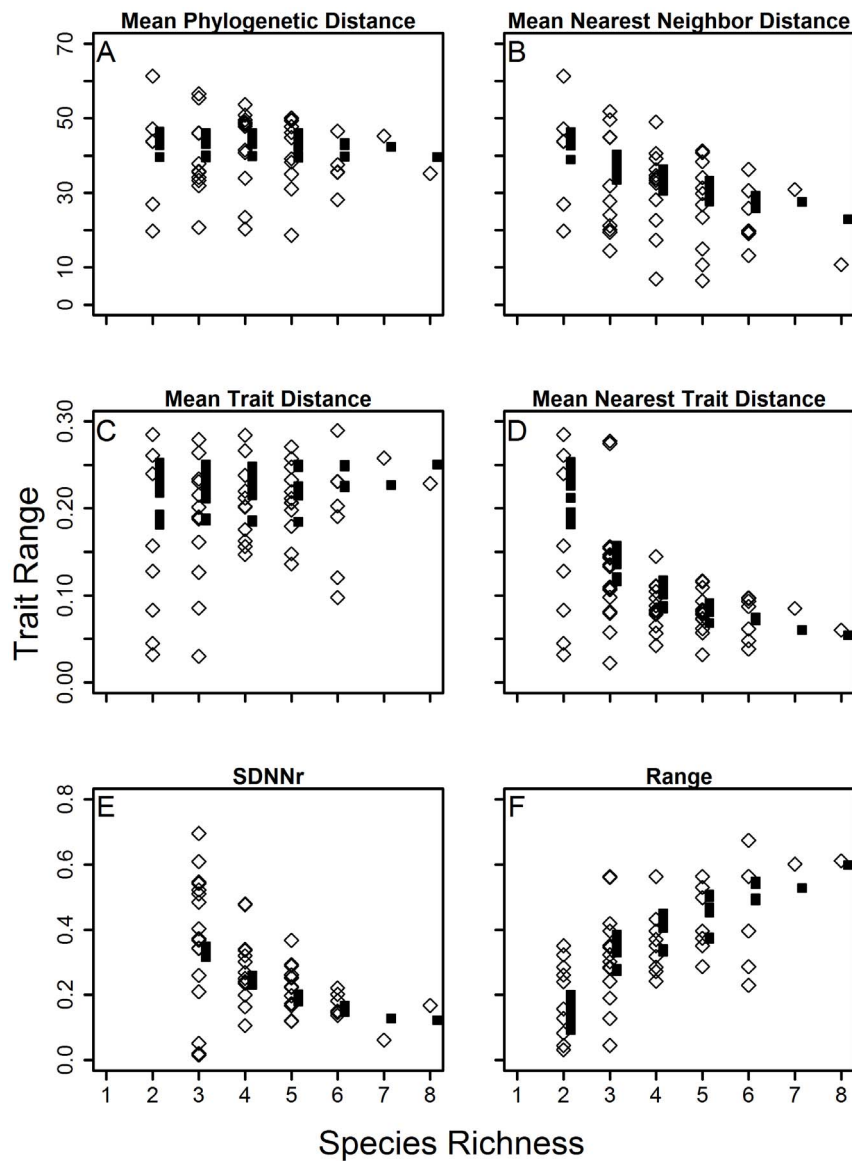 Mean Phylogenetic Distance
Mean Nearest Neighbor Distance
A
B
70
50
30
10
0
Mean Trait Distance
Mean Nearest Trait Distance
C
D
0.30
0.20
0.10
0.00
Trait Range
SDNNr
Range
E
F
0.8
0.6
0.4
0.2
0.0
1 2 3 4 5 6 7 8
1 2 3 4 5 6 7 8
Species Richness